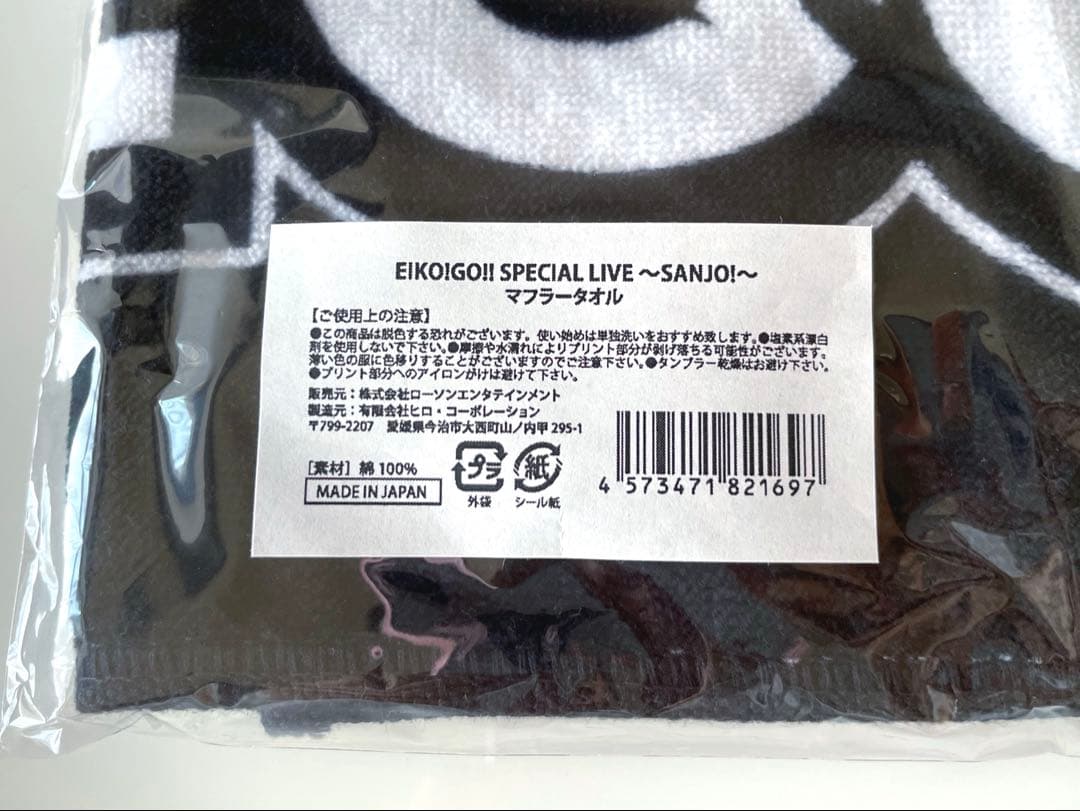 EIKO!GO!! SPECIAL LIVE ～SANJO!～
マフラータオル
【ご使用上の注意】
●この商品は脱色する恐れがございます。使い始めは単独洗いをおすすめ致します。●塩素系漂白
剤を使用しないで下さい。●摩擦や水濡れによりプリント部分が剥げ落ちる可能性がございます。
薄い色の服に色移りすることがございますのでご注意下さい。●タンブラー乾燥はお避け下さい。
●プリント部分へのアイロンがけは避けて下さい。
販売元：株式会社ローソンエンタテインメント
製造元：有限会社ヒロ・コーポレーション
〒799-2207　愛媛県今治市大西町山ノ内甲 295-1
［素材］綿 100%
MADE IN JAPAN
プラ
外袋
紙
シール紙
4 573471 821697